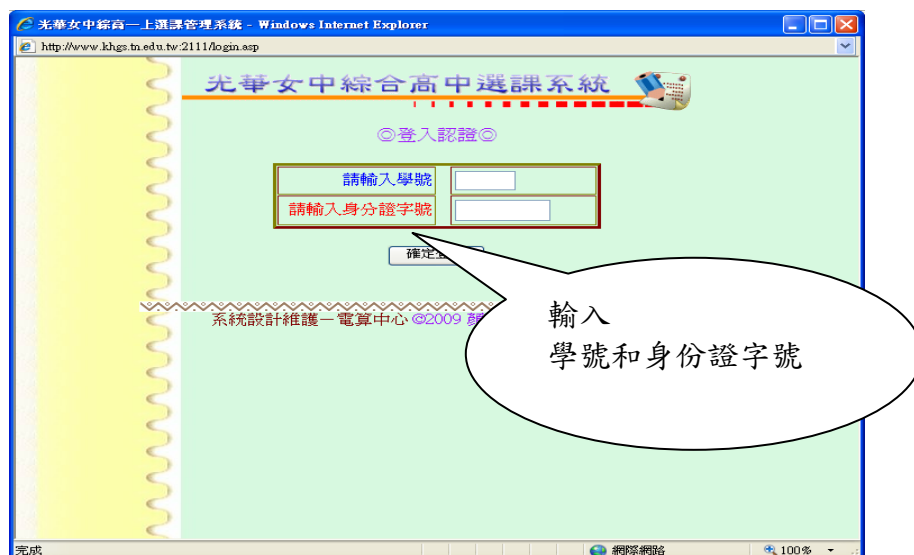 光華女中綜高一上選課管理系統 - Windows Internet Explorer
http://www.khgs.tn.edu.tw:2111/login.asp
光華女中綜合高中選課系統
◎登入認證◎
請輸入學號
請輸入身分證字號
確定
輸入
學號和身份證字號
系統設計維護－電算中心 ©2009 顏
完成
網際網路
100%